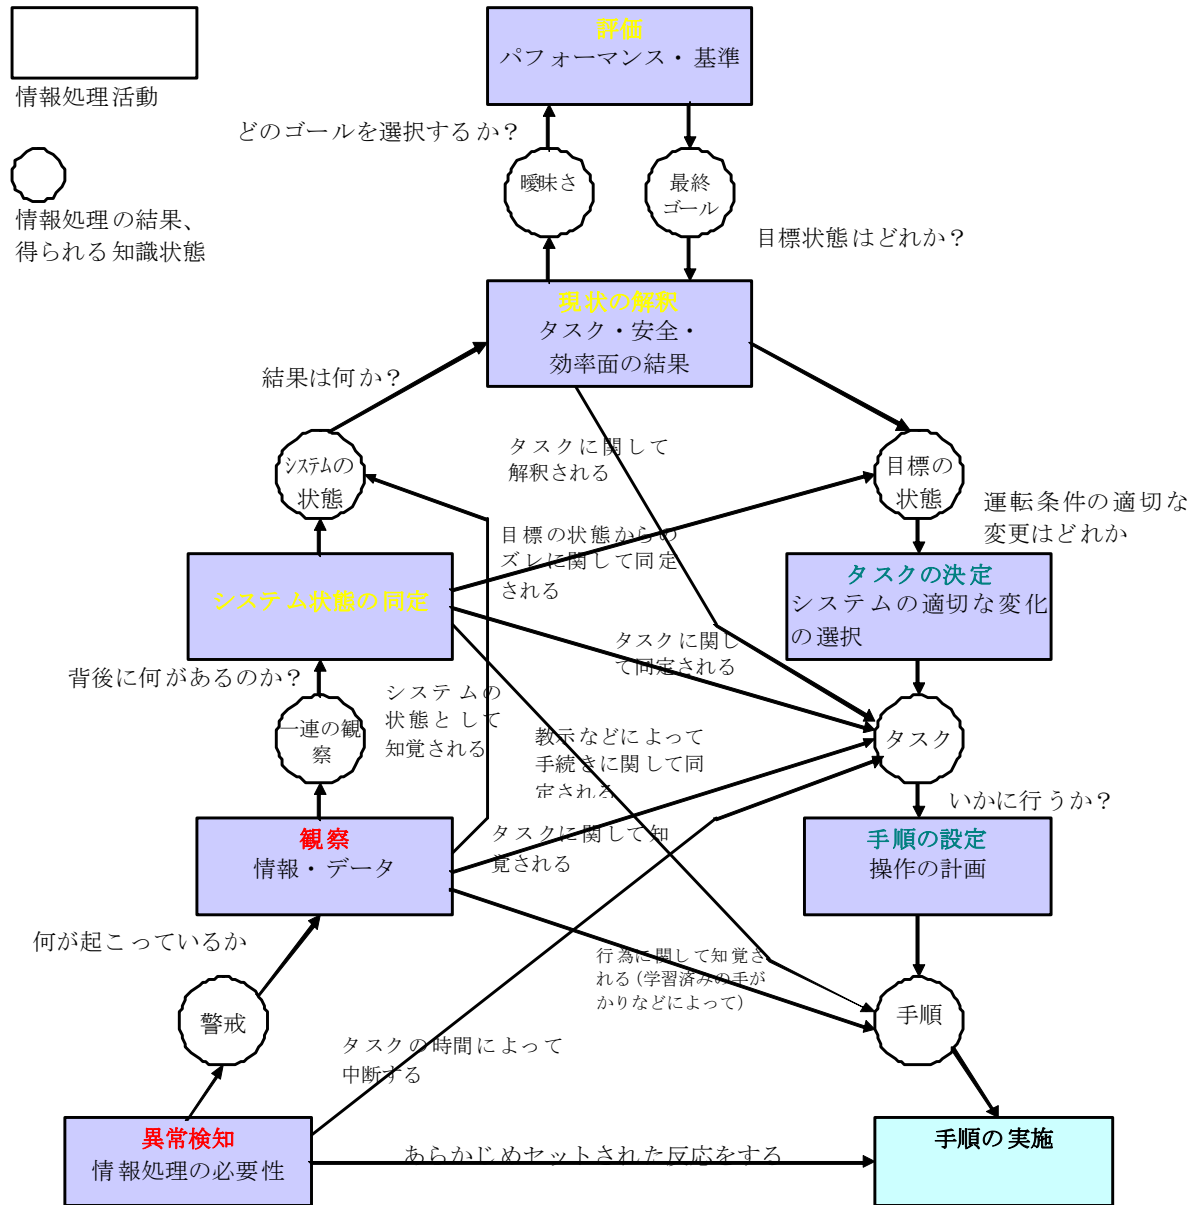 評価
パフォーマンス・基準
情報処理活動
どのゴールを選択するか？
曖昧さ
最終
ゴール
情報処理の結果、
得られる知識状態
目標状態はどれか？
現状の解釈
タスク・安全・
効率面の結果
結果は何か？
タスクに関して
解釈される
システムの
状態
目標の
状態
運転条件の適切な
変更はどれか
目標の状態からの
ズレに関して同定
される
システム状態の同定
タスクの決定
システムの適切な変化
の選択
タスクに関し
て同定される
背後に何があるのか？
システムの
状態として
知覚される
一連の観
察
教示などによって
手続きに関して同
定される
タスク
いかに行うか？
観察
情報・データ
タスクに関して知
覚される
手順の設定
操作の計画
何が起こっているか
行為に関して知覚さ
れる（学習済みの手が
かりなどによって）
警戒
手順
タスクの時間によって
中断する
異常検知
情報処理の必要性
あらかじめセットされた反応をする
手順の実施